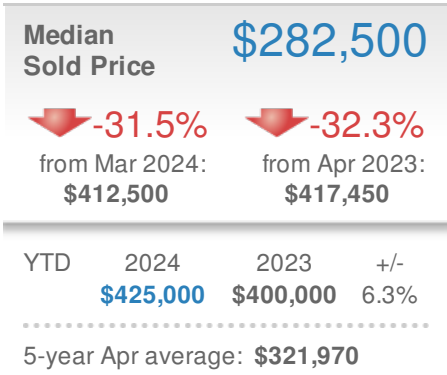 Median $282,500
Sold Price
-31.5% -32.3%
from Mar 2024: from Apr 2023:
$412,500 $417,450
YTD 2024 2023 +/-
$425,000 $400,000 6.3%
5-year Apr average: $321,970